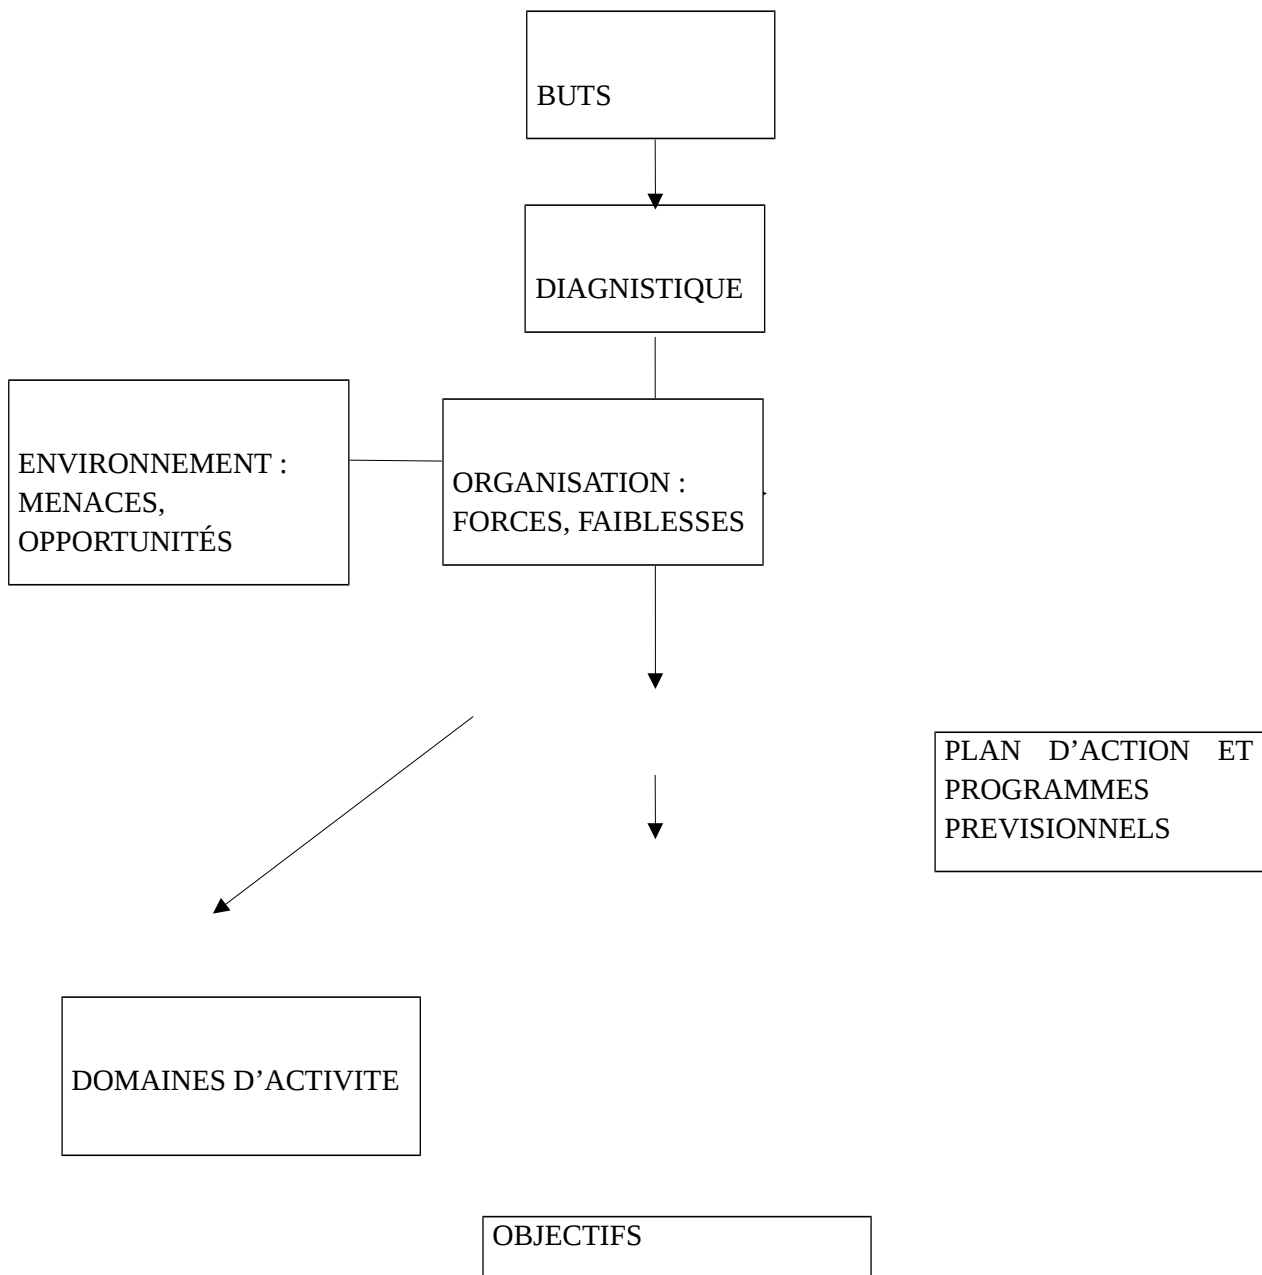 BUTS
DIAGNISTIQUE
ENVIRONNEMENT :
MENACES,
OPPORTUNITÉS
ORGANISATION :
FORCES, FAIBLESSES
PLAN D’ACTION ET
PROGRAMMES
PREVISIONNELS
DOMAINES D’ACTIVITE
OBJECTIFS